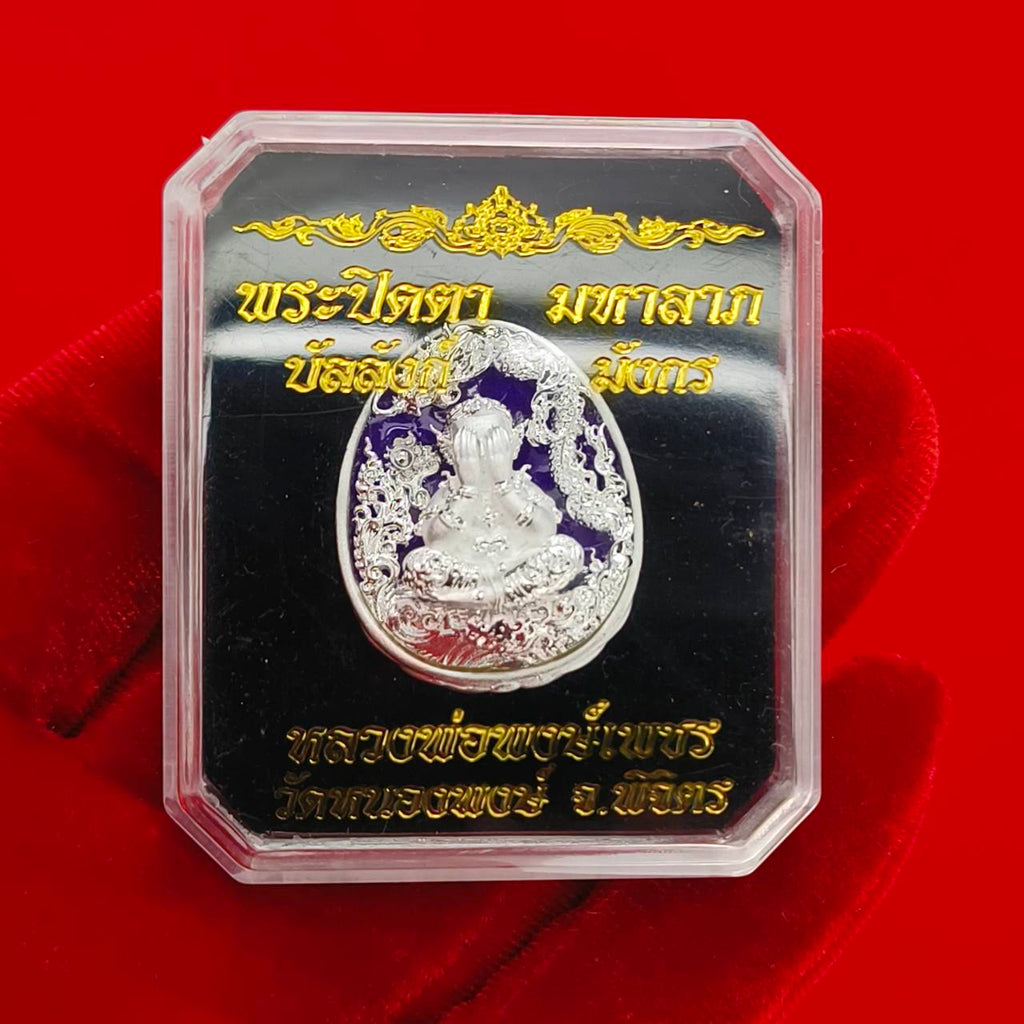 พระปิดตา มหาลาภ
บัลลังก์ มังกร
หลวงพ่อพงษ์เพชร
วัดหนองพงษ์ จ.พิจิตร